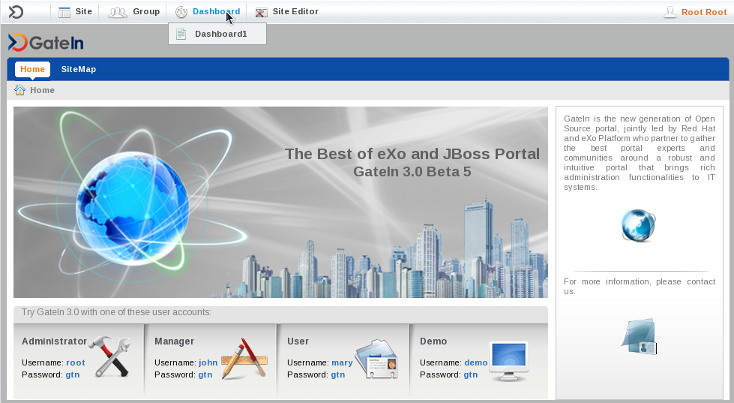 Site Group Dashboard Site Editor Root Root
Dashboard1
GateIn
Home SiteMap
Home
The Best of eXo and JBoss Portal
GateIn 3.0 Beta 5
GateIn is the new generation of Open
Source portal, jointly led by Red Hat
and eXo Platform who partner to gather
the best portal experts and
communities around a robust and
intuitive portal that brings rich
administration functionalities to IT
systems.
For more information, please contact
us.
Try GateIn 3.0 with one of these user accounts:
Administrator
Username: root
Password: gtn
Manager
Username: john
Password: gtn
User
Username: mary
Password: gtn
Demo
Username: demo
Password: gtn